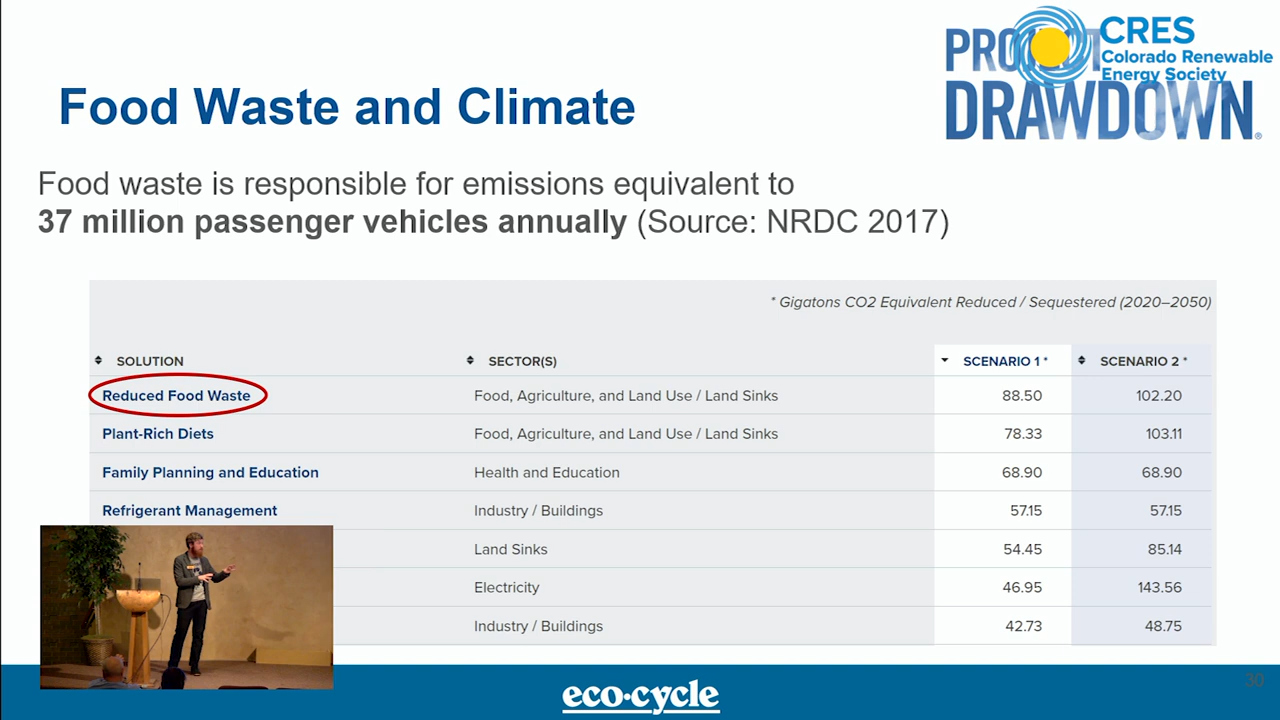 PROJECT
DRAWDOWN®
CRES
Colorado Renewable
Energy Society
Food Waste and Climate
Food waste is responsible for emissions equivalent to
37 million passenger vehicles annually (Source: NRDC 2017)
* Gigatons CO2 Equivalent Reduced / Sequestered (2020–2050)
SOLUTION SECTOR(S) SCENARIO 1 * SCENARIO 2 *
Reduced Food Waste Food, Agriculture, and Land Use / Land Sinks 88.50 102.20
Plant-Rich Diets Food, Agriculture, and Land Use / Land Sinks 78.33 103.11
Family Planning and Education Health and Education 68.90 68.90
Refrigerant Management Industry / Buildings 57.15 57.15
Land Sinks 54.45 85.14
Electricity 46.95 143.56
Industry / Buildings 42.73 48.75
eco·cycle
30